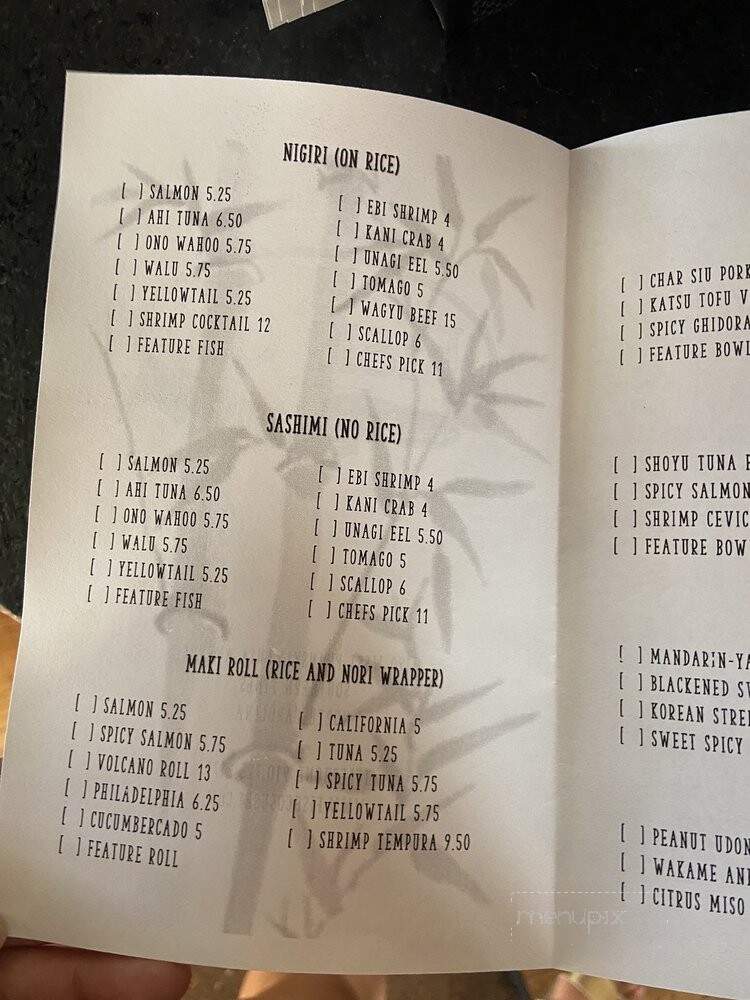 NIGIRI (ON RICE)
[ ] SALMON 5.25
[ ] AHI TUNA 6.50
[ ] ONO WAHOO 5.75
[ ] WALU 5.75
[ ] YELLOWTAIL 5.25
[ ] SHRIMP COCKTAIL 12
[ ] FEATURE FISH
[ ] EBI SHRIMP 4
[ ] KANI CRAB 4
[ ] UNAGI EEL 5.50
[ ] TOMAGO 5
[ ] WAGYU BEEF 15
[ ] SCALLOP 6
[ ] CHEFS PICK 11
SASHIMI (NO RICE)
[ ] SALMON 5.25
[ ] AHI TUNA 6.50
[ ] ONO WAHOO 5.75
[ ] WALU 5.75
[ ] YELLOWTAIL 5.25
[ ] FEATURE FISH
[ ] EBI SHRIMP 4
[ ] KANI CRAB 4
[ ] UNAGI EEL 5.50
[ ] TOMAGO 5
[ ] SCALLOP 6
[ ] CHEFS PICK 11
MAKI ROLL (RICE AND NORI WRAPPER)
[ ] SALMON 5.25
[ ] SPICY SALMON 5.75
[ ] VOLCANO ROLL 13
[ ] PHILADELPHIA 6.25
[ ] CUCUMBERCADO 5
[ ] FEATURE ROLL
[ ] CALIFORNIA 5
[ ] TUNA 5.25
[ ] SPICY TUNA 5.75
[ ] YELLOWTAIL 5.75
[ ] SHRIMP TEMPURA 9.50
[ ] CHAR SIU PORK
[ ] KATSU TOFU V
[ ] SPICY GHIDORA
[ ] FEATURE BOWL
[ ] SHOYU TUNA
[ ] SPICY SALMON
[ ] SHRIMP CEVIC
[ ] FEATURE BOW
[ ] MANDARIN-YA
[ ] BLACKENED SW
[ ] KOREAN STREE
[ ] SWEET SPICY
[ ] PEANUT UDON
[ ] WAKAME AN
[ ] CITRUS MISO
menupix